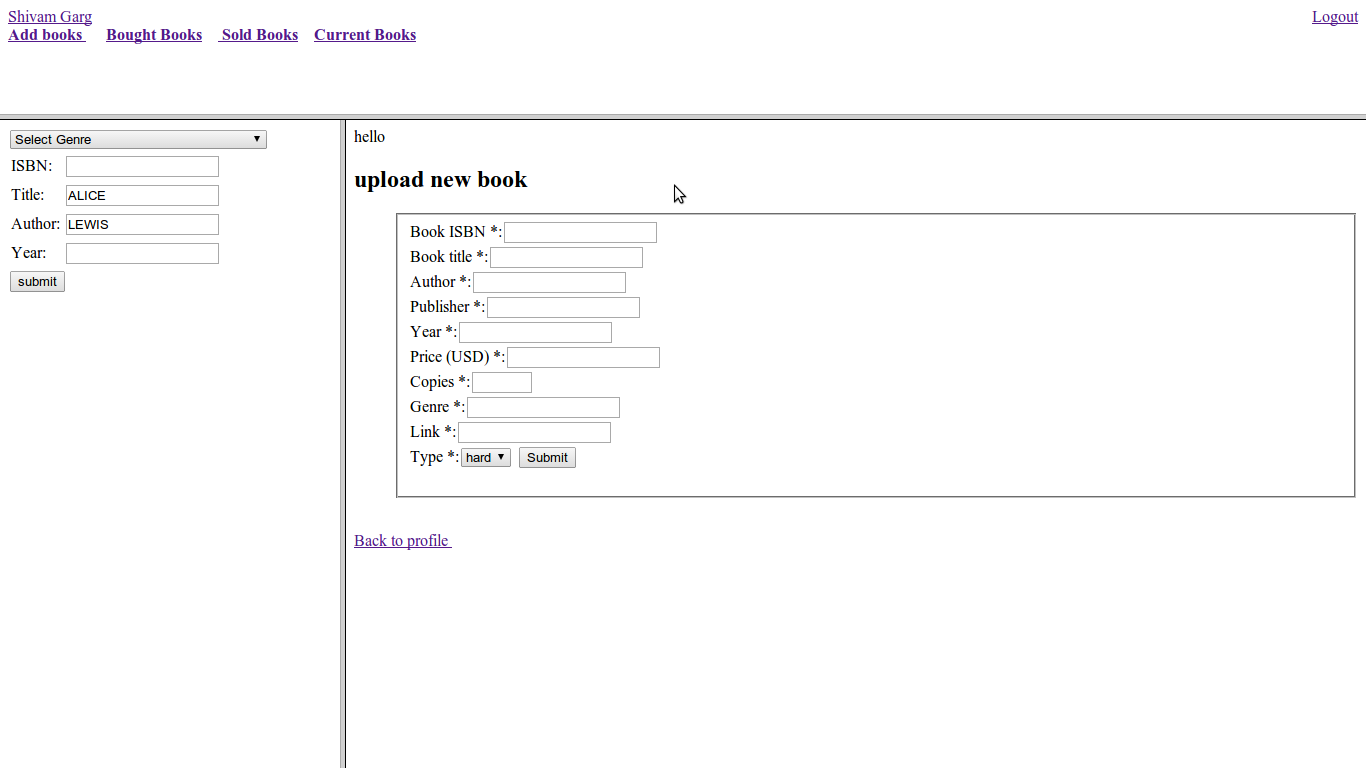 Shivam Garg Logout
Add books Bought Books Sold Books Current Books
Select Genre
ISBN:
Title: ALICE
Author: LEWIS
Year:
submit
hello
upload new book
Book ISBN *:
Book title *:
Author *:
Publisher *:
Year *:
Price (USD) *:
Copies *:
Genre *:
Link *:
Type *: hard Submit
Back to profile